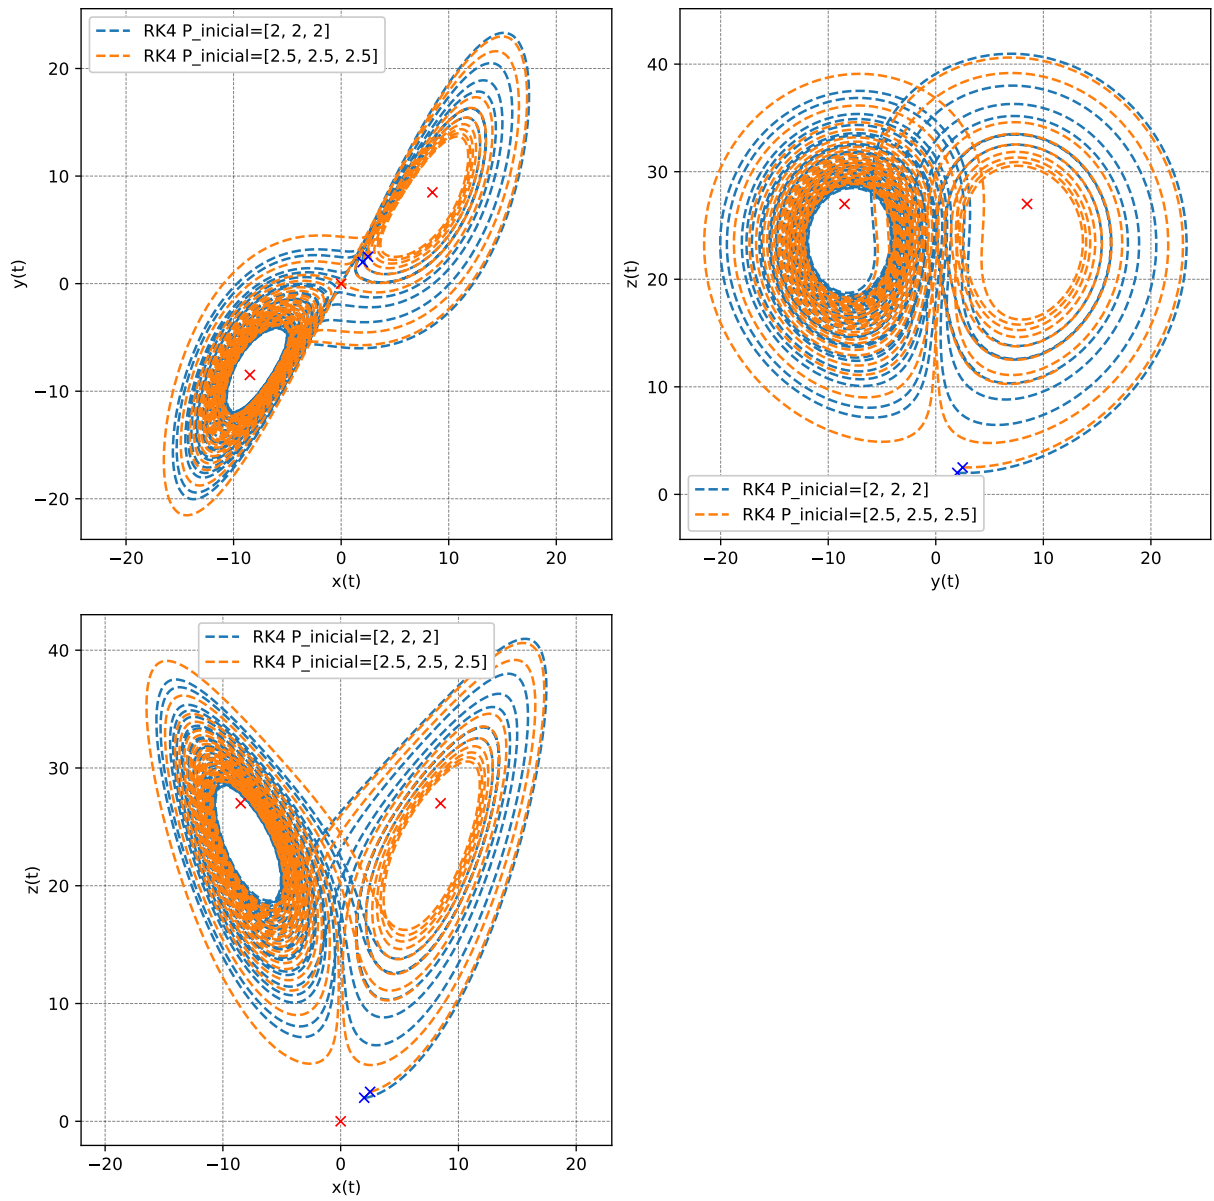 RK4 P_inicial=[2, 2, 2]
RK4 P_inicial=[2.5, 2.5, 2.5]
20
10
0
−10
−20
y(t)
−20 −10 0 10 20
x(t)
40
30
20
10
0
z(t)
RK4 P_inicial=[2, 2, 2]
RK4 P_inicial=[2.5, 2.5, 2.5]
−20 −10 0 10 20
y(t)
RK4 P_inicial=[2, 2, 2]
RK4 P_inicial=[2.5, 2.5, 2.5]
40
30
20
10
0
z(t)
−20 −10 0 10 20
x(t)